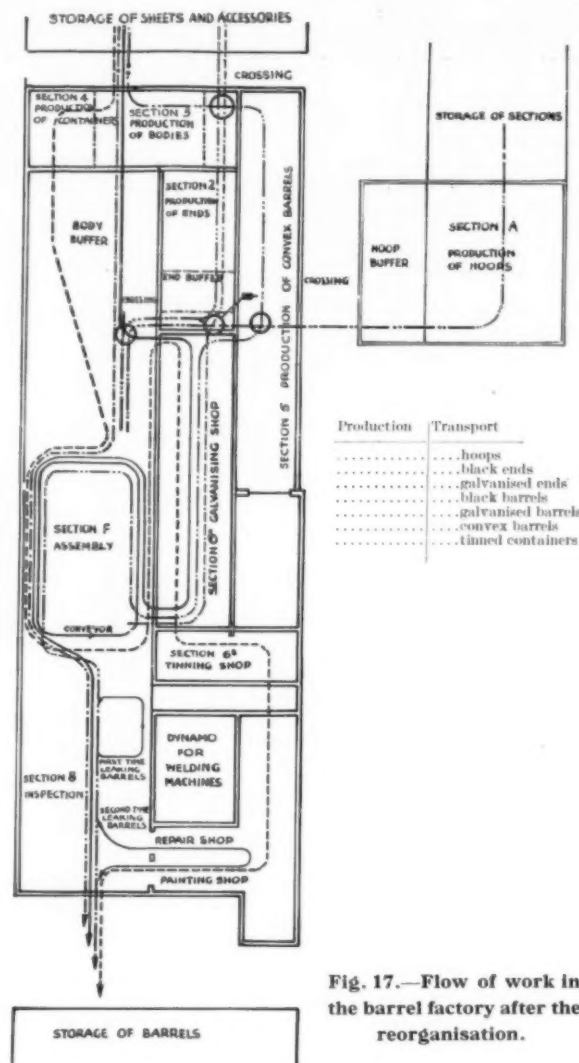 STORAGE OF SHEETS AND ACCESSORIES
CROSSING
SECTION 4
PRODUCTION
OF CONTAINERS
SECTION 3
PRODUCTION
OF BODIES
STORAGE OF SECTIONS
SECTION 2
PRODUCTION
OF ENDS
BODY
BUFFER
END BUFFER
CROSSING
SECTION 5 PRODUCTION OF CONVEX BARRELS
CROSSING
HOOP
BUFFER
SECTION A
PRODUCTION
OF HOOPS
Production Transport
............ ...hoops
............ ...black ends
............ ...galvanised ends
............ ...black barrels
............ ...galvanised barrels
............ ...convex barrels
............ ...tinned containers
SECTION F
ASSEMBLY
GALVANISING SHOP
CONVEYOR
SECTION 6ᵇ
TINNING SHOP
DYNAMO
FOR
WELDING
MACHINES
FIRST TIME
LEAKING
BARRELS
SECTION 8
INSPECTION
SECOND TIME
LEAKING
BARRELS
REPAIR SHOP
PAINTING SHOP
Fig. 17.—Flow of work in
the barrel factory after the
reorganisation.
STORAGE OF BARRELS